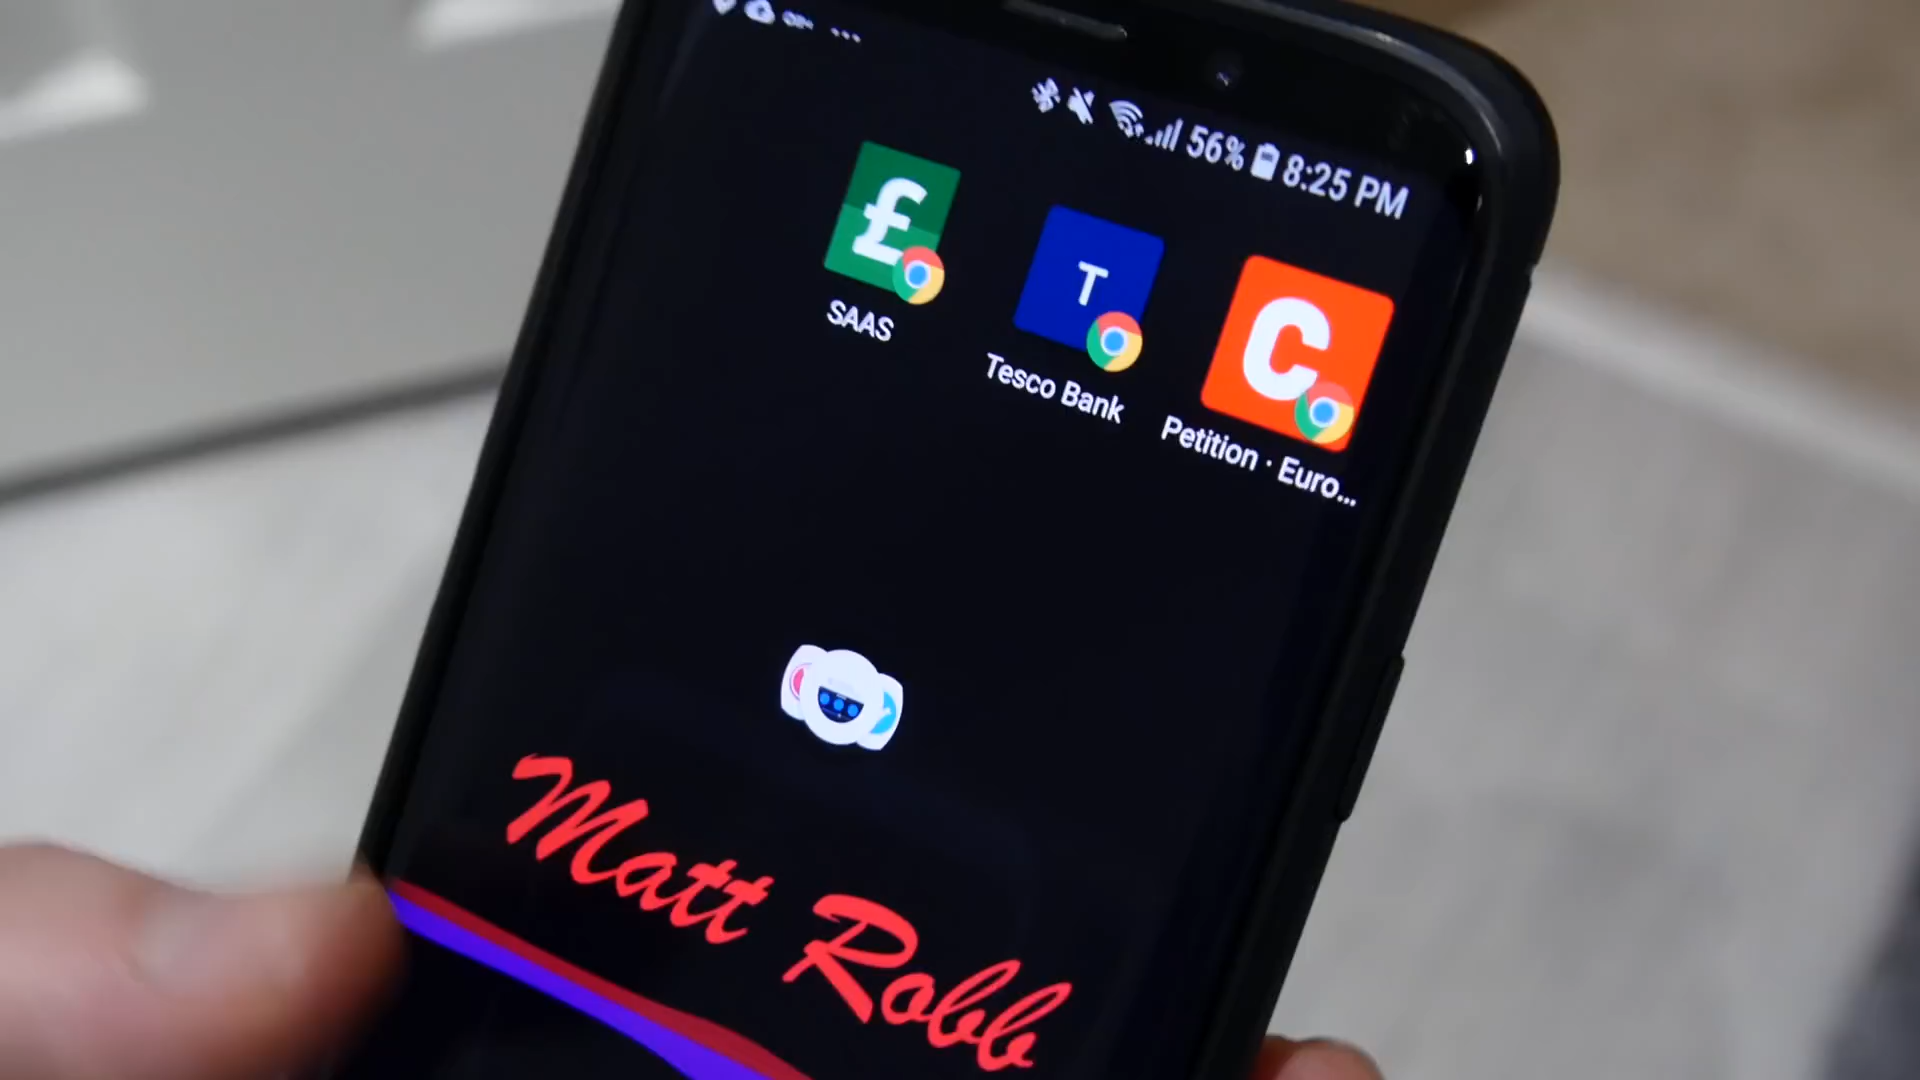 56% 8:25 PM
£
SAAS
T
Tesco Bank
C
Petition · Euro...
Matt Robb